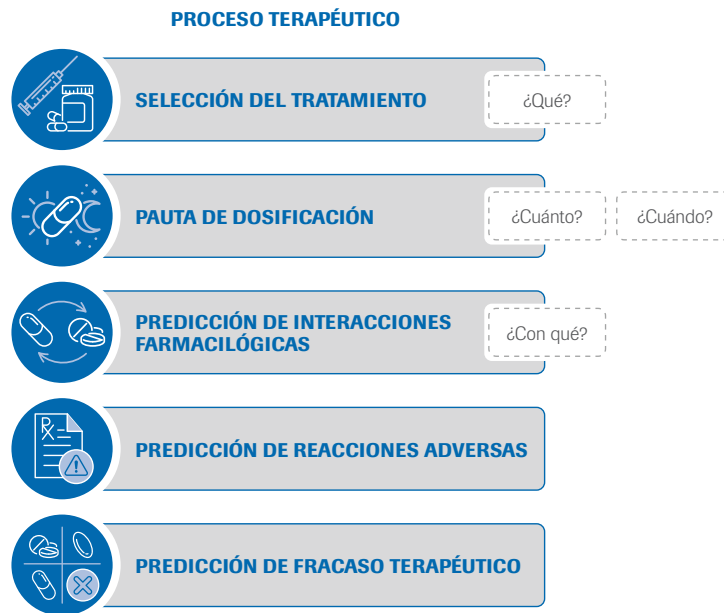 PROCESO TERAPÉUTICO
SELECCIÓN DEL TRATAMIENTO
¿Qué?
PAUTA DE DOSIFICACIÓN
¿Cuánto?
¿Cuándo?
PREDICCIÓN DE INTERACCIONES
FARMACILÓGICAS
¿Con qué?
Rx
PREDICCIÓN DE REACCIONES ADVERSAS
PREDICCIÓN DE FRACASO TERAPÉUTICO